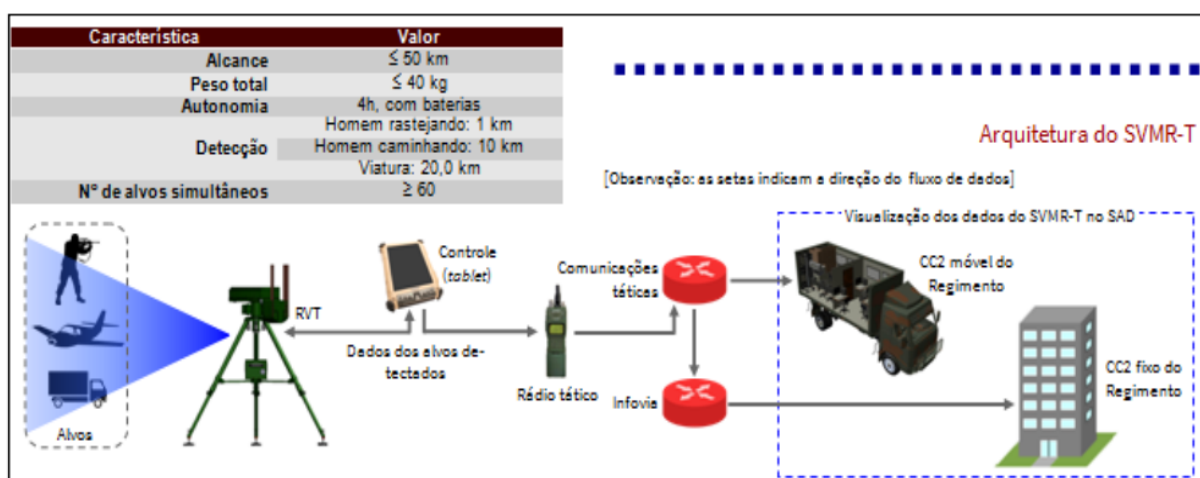 Característica Valor
Alcance ≤ 50 km
Peso total ≤ 40 kg
Autonomia 4h, com baterias
Detecção Homem rastejando: 1 km
Homem caminhando: 10 km
Viatura: 20,0 km
Nº de alvos simultâneos ≥ 60
Arquitetura do SVMR-T
[Observação: as setas indicam a direção do fluxo de dados]
Visualização dos dados do SVMR-T no SAD
Alvos
RVT
Controle
(tablet)
Dados dos alvos de-
tectados
Rádio tático
Comunicações
táticas
Infovia
CC2 móvel do
Regimento
CC2 fixo do
Regimento